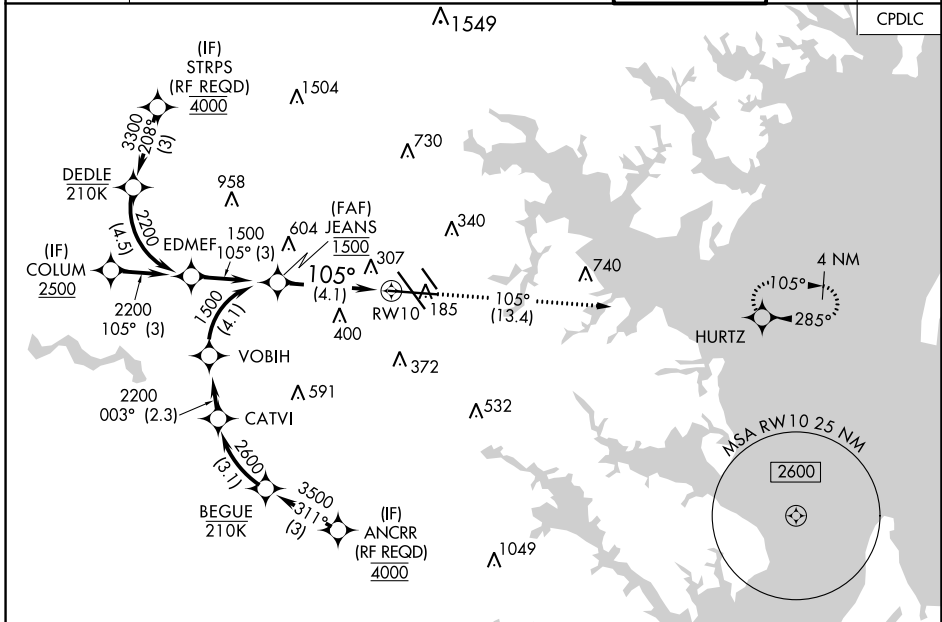 1549
CPDLC
(IF)
STRPS
(RF REQD)
4000
1504
3300
208°
(3)
730
DEDLE
210K
958
2200
(4.5)
(FAF)
JEANS
1500
340
604
EDMEF
1500
105° (3)
(IF)
COLUM
2500
307
740
4 NM
105°
285°
HURTZ
105°
(4.1)
RW10
185
105°
(13.4)
2200
105° (3)
1500
(4.1)
400
VOBIH
372
2200
003° (2.3)
CATVI
591
532
MSA RW10 25 NM
2600
2600
(3.1)
BEGUE
210K
3500
311°
(3)
(IF)
ANCRR
(RF REQD)
4000
1049